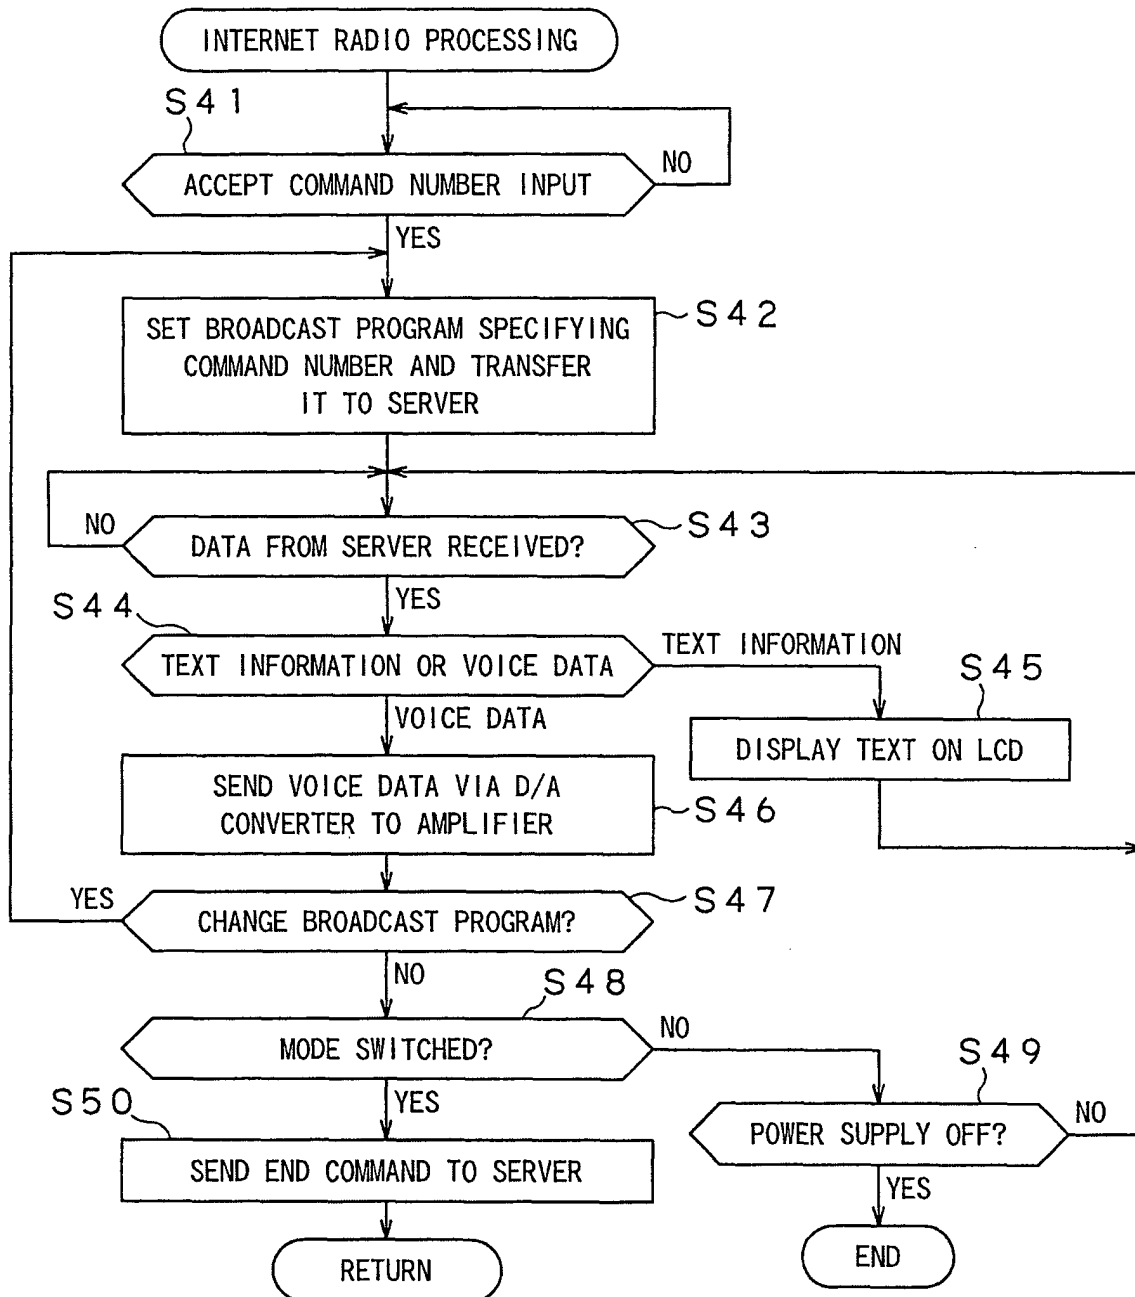 INTERNET RADIO PROCESSING
S41
NO
ACCEPT COMMAND NUMBER INPUT
YES
S42
SET BROADCAST PROGRAM SPECIFYING
COMMAND NUMBER AND TRANSFER
IT TO SERVER
NO
S43
DATA FROM SERVER RECEIVED?
YES
S44
TEXT INFORMATION
TEXT INFORMATION OR VOICE DATA
S45
VOICE DATA
DISPLAY TEXT ON LCD
SEND VOICE DATA VIA D/A
CONVERTER TO AMPLIFIER
S46
YES
S47
CHANGE BROADCAST PROGRAM?
NO
S48
NO
MODE SWITCHED?
S49
YES
S50
NO
POWER SUPPLY OFF?
SEND END COMMAND TO SERVER
YES
RETURN
END